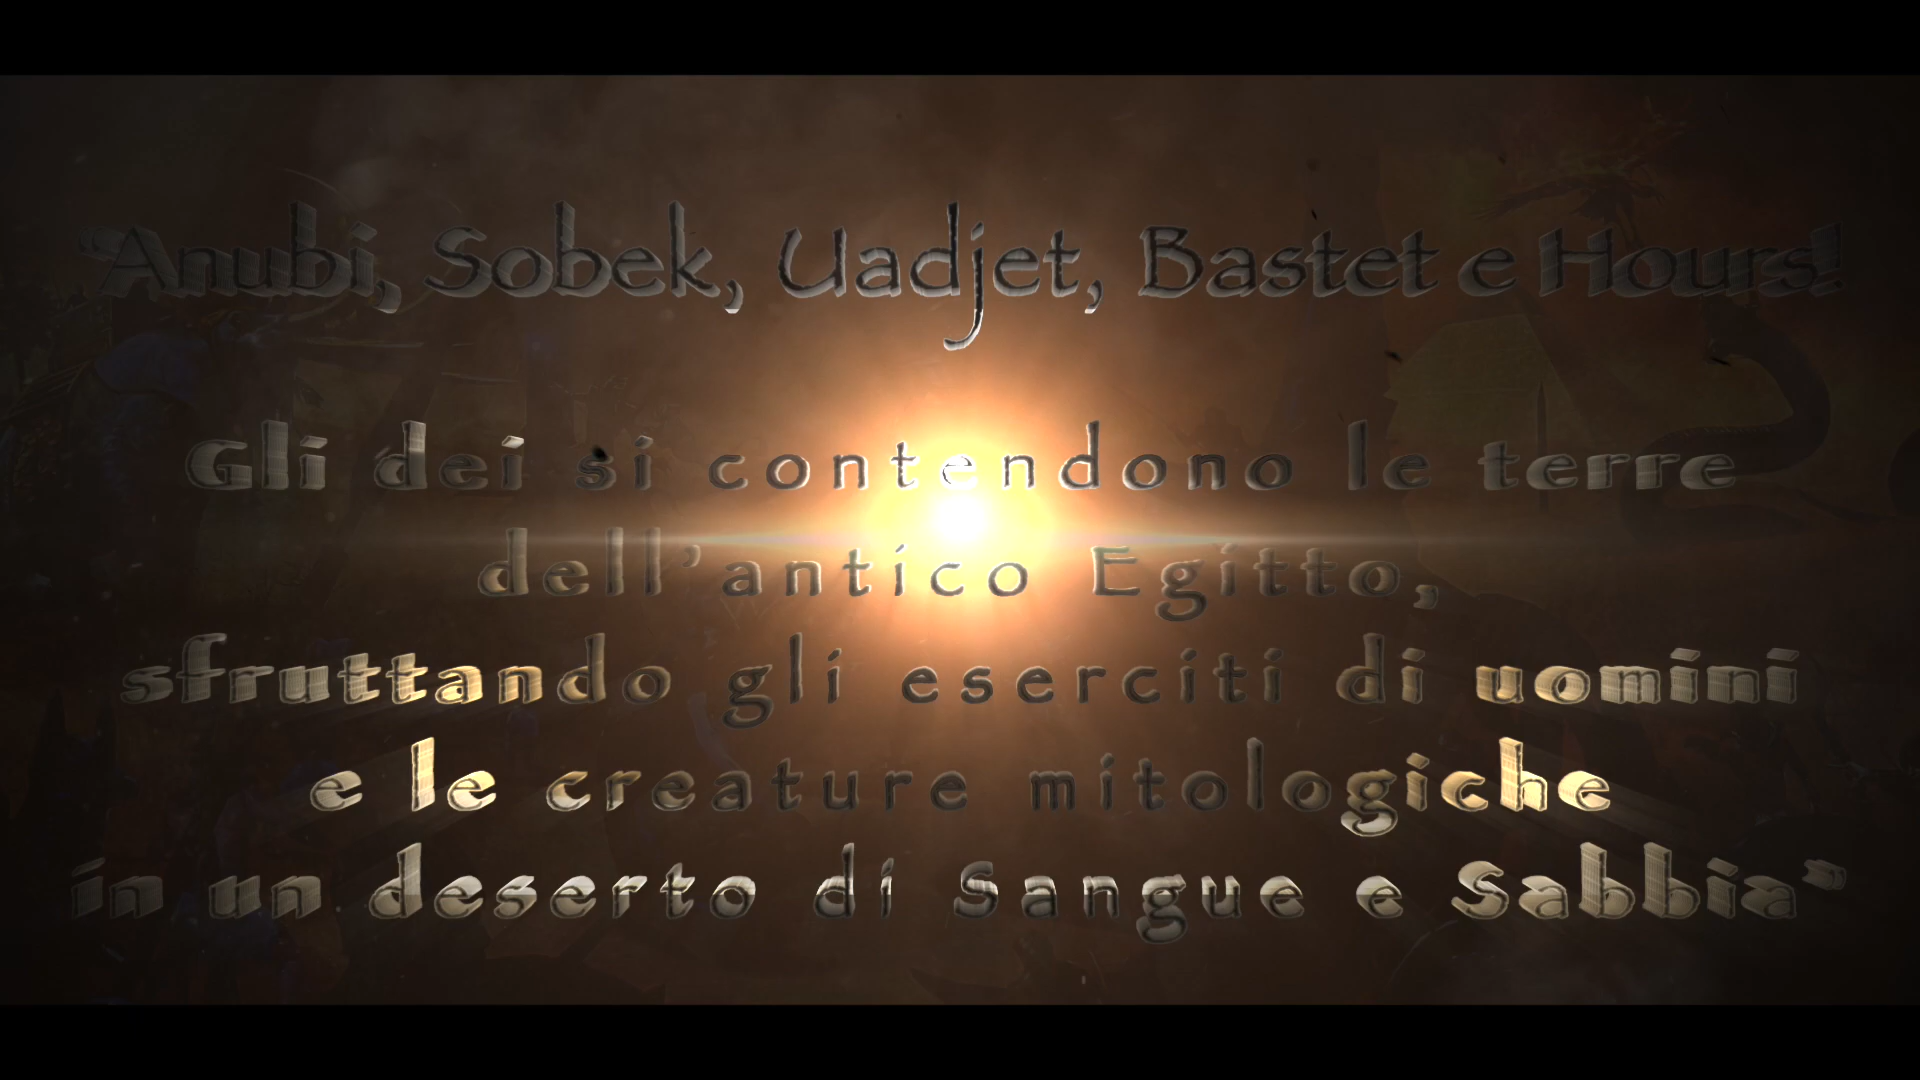 "Anubi, Sobek, Uadjet, Bastet e Hours!
Gli dei si contendono le terre
dell'antico Egitto,
sfruttando gli eserciti di uomini
e le creature mitologiche
in un deserto di Sangue e Sabbia"